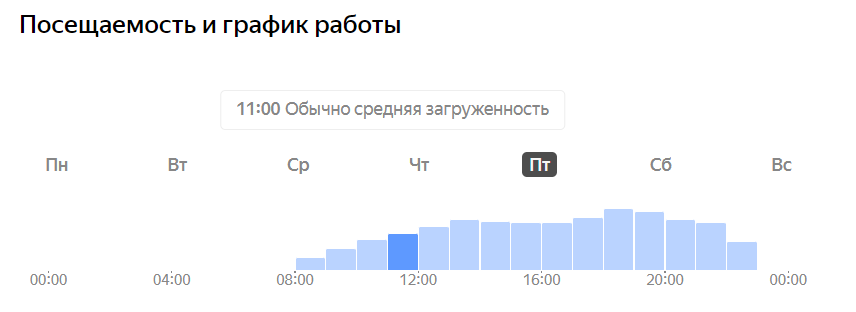 Посещаемость и график работы
11:00 Обычно средняя загруженность
Пн Вт Ср Чт Пт Сб Вс
00:00 04:00 08:00 12:00 16:00 20:00 00:00